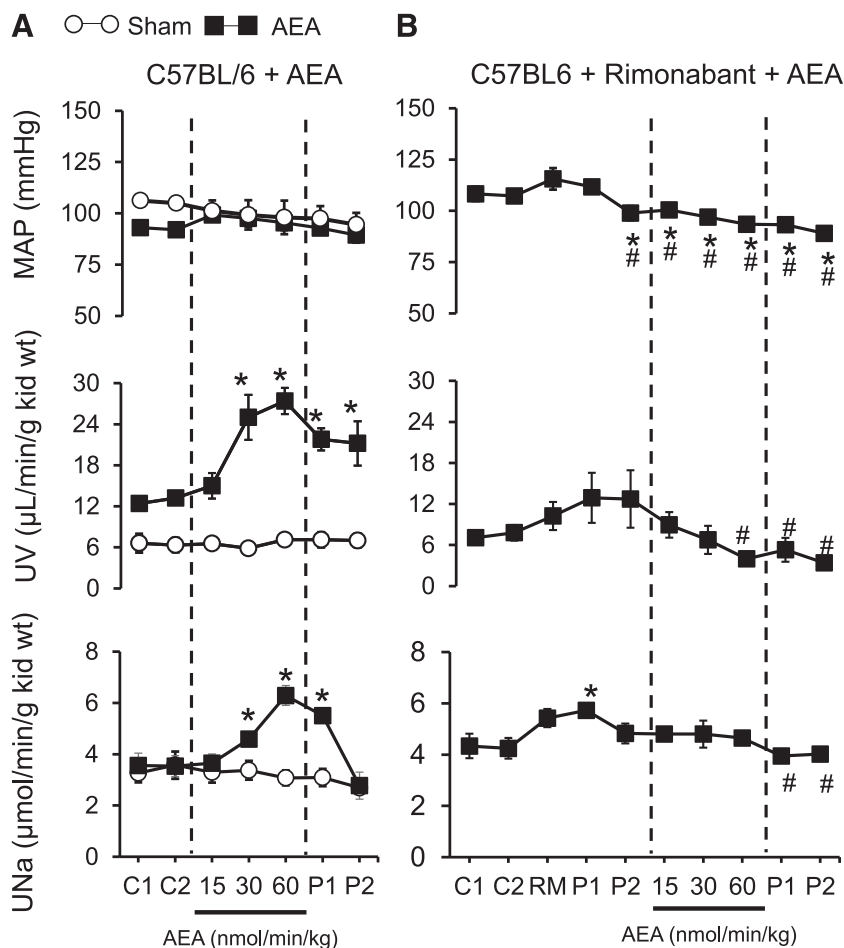 A Sham AEA B
C57BL/6 + AEA C57BL6 + Rimonabant + AEA
MAP (mmHg)
150 150
125 125
100 100
75 75
50 50
* * * * * *
# # # # # #
UV (µL/min/g kid wt)
30 30
24 24
18 18
12 12
6 6
0 0
* * * *
# # #
UNa (µmol/min/g kid wt)
8 8
6 6
4 4
2 2
0 0
* * * *
# #
C1 C2 15 30 60 P1 P2 C1 C2 RM P1 P2 15 30 60 P1 P2
AEA (nmol/min/kg) AEA (nmol/min/kg)